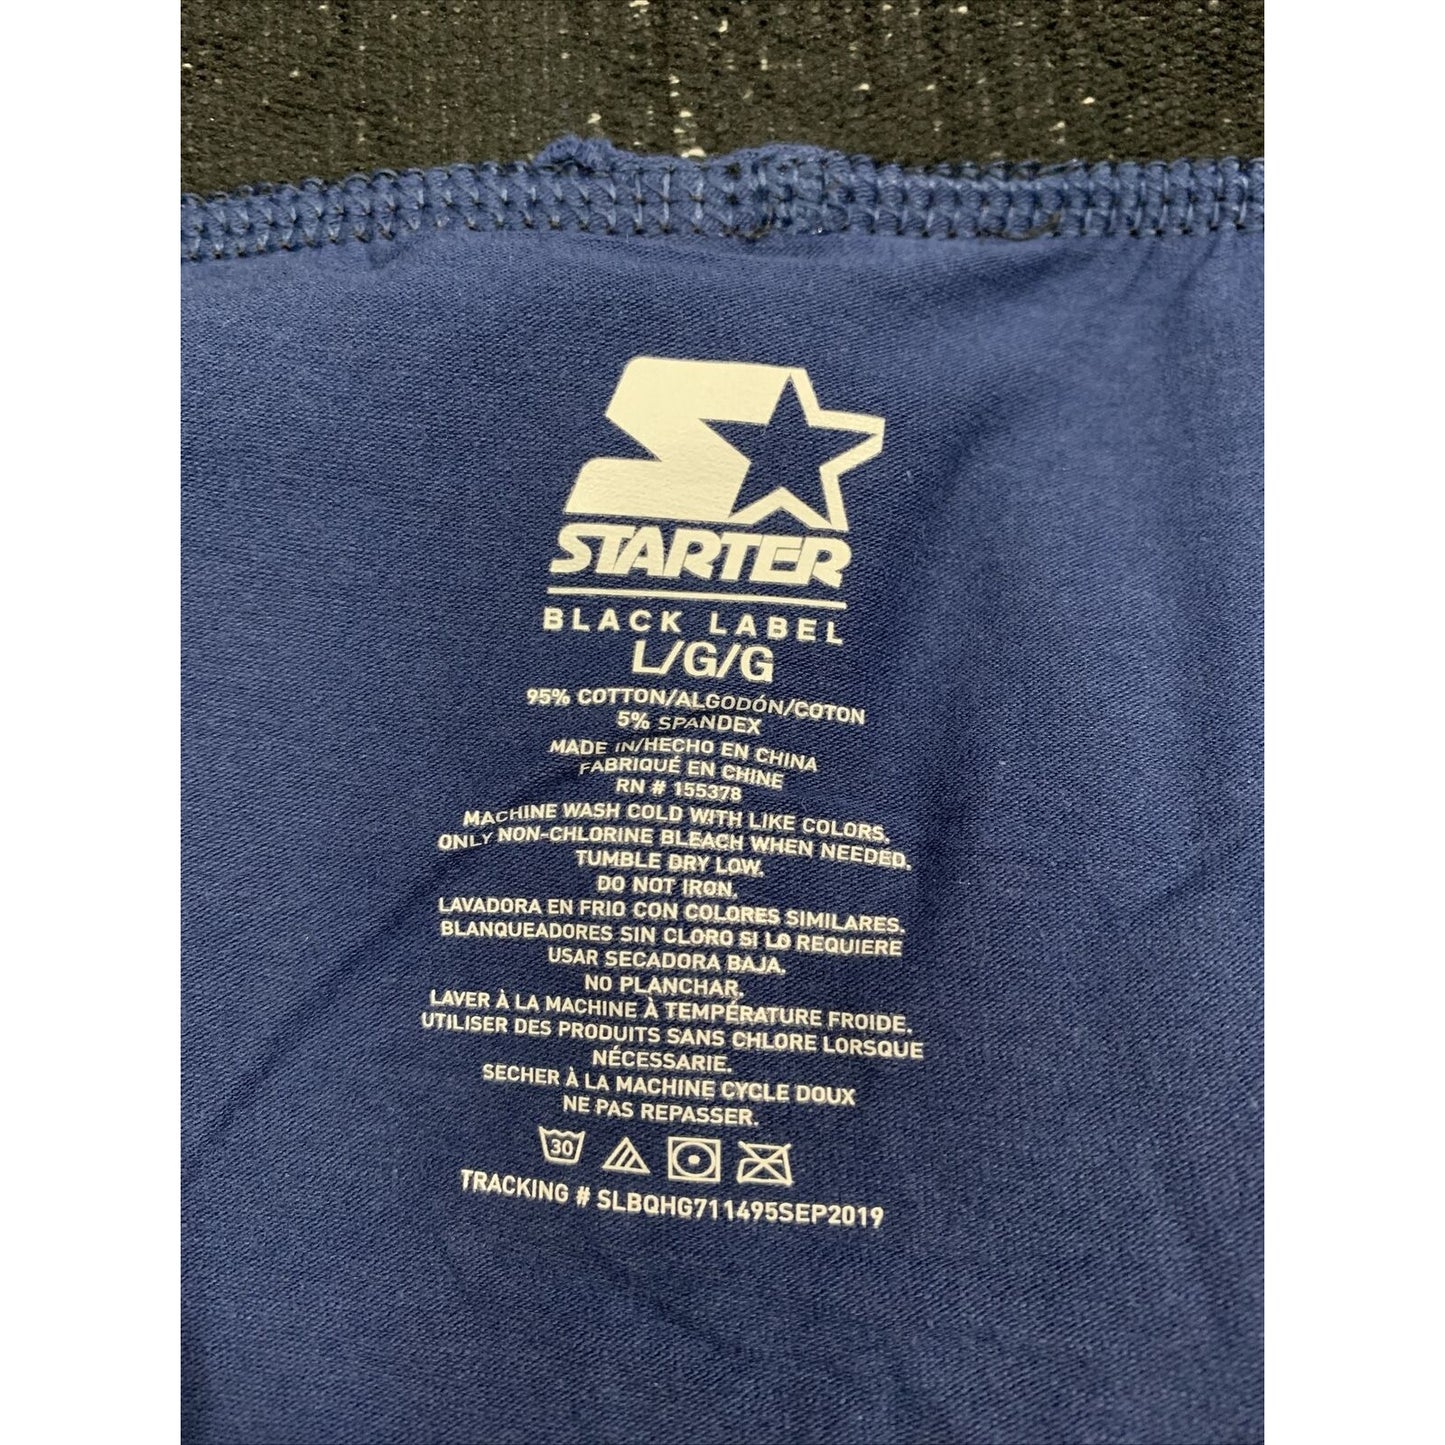 STARTER
BLACK LABEL
L/G/G
95% COTTON/ALGODÓN/COTON
5% SPANDEX
MADE IN/HECHO EN CHINA
FABRIQUÉ EN CHINE
RN # 155378
MACHINE WASH COLD WITH LIKE COLORS.
ONLY NON-CHLORINE BLEACH WHEN NEEDED.
TUMBLE DRY LOW.
DO NOT IRON.
LAVADORA EN FRIO CON COLORES SIMILARES.
BLANQUEADORES SIN CLORO SI LO REQUIERE
USAR SECADORA BAJA.
NO PLANCHAR.
LAVER À LA MACHINE À TEMPÉRATURE FROIDE.
UTILISER DES PRODUITS SANS CHLORE LORSQUE
NÉCESSARIE.
SECHER À LA MACHINE CYCLE DOUX
NE PAS REPASSER.
30
TRACKING # SLBQHG711495SEP2019